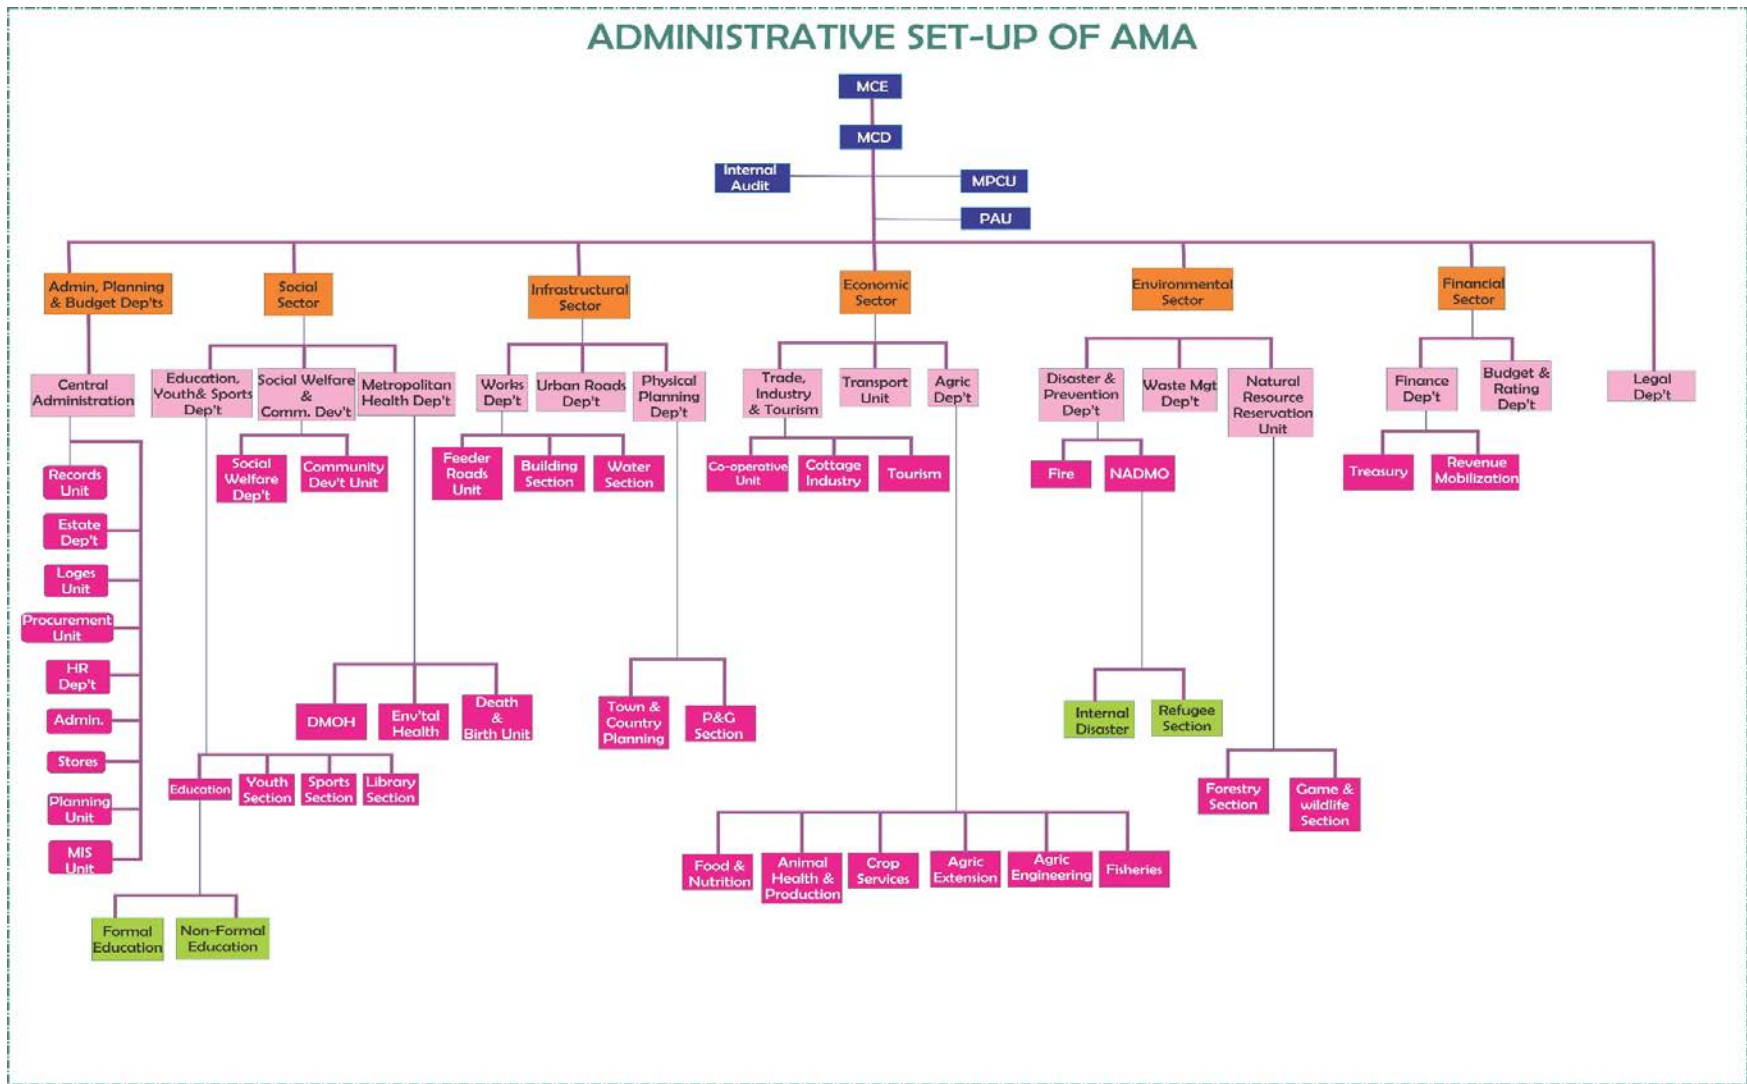 ADMINISTRATIVE SET-UP OF AMA
MCE
MCD
Internal
Audit
MPCU
PAU
Admin, Planning
& Budget Dep'ts
Social
Sector
Infrastructural
Sector
Economic
Sector
Environmental
Sector
Financial
Sector
Central
Administration
Education,
Youth& Sports
Dep't
Social Welfare
&
Comm. Dev't
Metropolitan
Health Dep't
Works
Dep't
Urban Roads
Dep't
Physical
Planning
Dep't
Trade,
Industry
& Tourism
Transport
Unit
Agric
Dep't
Disaster &
Prevention
Dep't
Waste Mgt
Dep't
Natural
Resource
Reservation
Unit
Finance
Dep't
Budget &
Rating
Dep't
Legal
Dep't
Records
Unit
Social
Welfare
Dep't
Community
Dev't Unit
Feeder
Roads
Unit
Building
Section
Water
Section
Co-operative
Unit
Cottage
Industry
Tourism
Fire
NADMO
Treasury
Revenue
Mobilization
Estate
Dep't
Loges
Unit
Procurement
Unit
HR
Dep't
Admin.
Stores
Planning
Unit
MIS
Unit
DMOH
Env'tal
Health
Death
&
Birth Unit
Town &
Country
Planning
P&G
Section
Internal
Disaster
Refugee
Section
Education
Youth
Section
Sports
Section
Library
Section
Forestry
Section
Game &
wildlife
Section
Food &
Nutrition
Animal
Health &
Production
Crop
Services
Agric
Extension
Agric
Engineering
Fisheries
Formal
Education
Non-Formal
Education